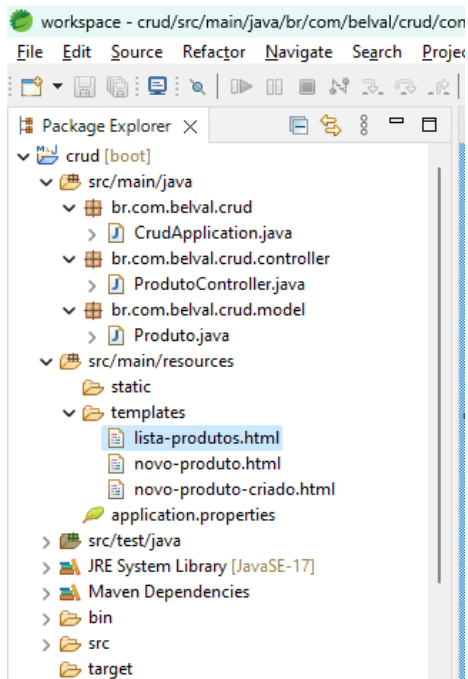 workspace - crud/src/main/java/br/com/belval/crud/con
File Edit Source Refactor Navigate Search Projec
Package Explorer
crud [boot]
src/main/java
br.com.belval.crud
CrudApplication.java
br.com.belval.crud.controller
ProdutoController.java
br.com.belval.crud.model
Produto.java
src/main/resources
static
templates
lista-produtos.html
novo-produto.html
novo-produto-criado.html
application.properties
src/test/java
JRE System Library [JavaSE-17]
Maven Dependencies
bin
src
target